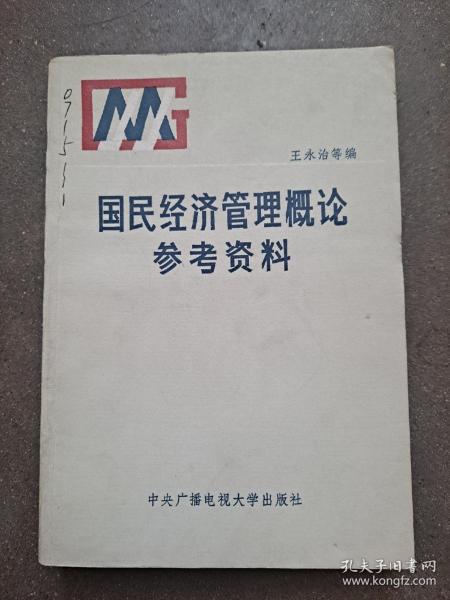 王永治等编
国民经济管理概论
参考资料
中央广播电视大学出版社
孔夫子旧书网
www.kongfz.com